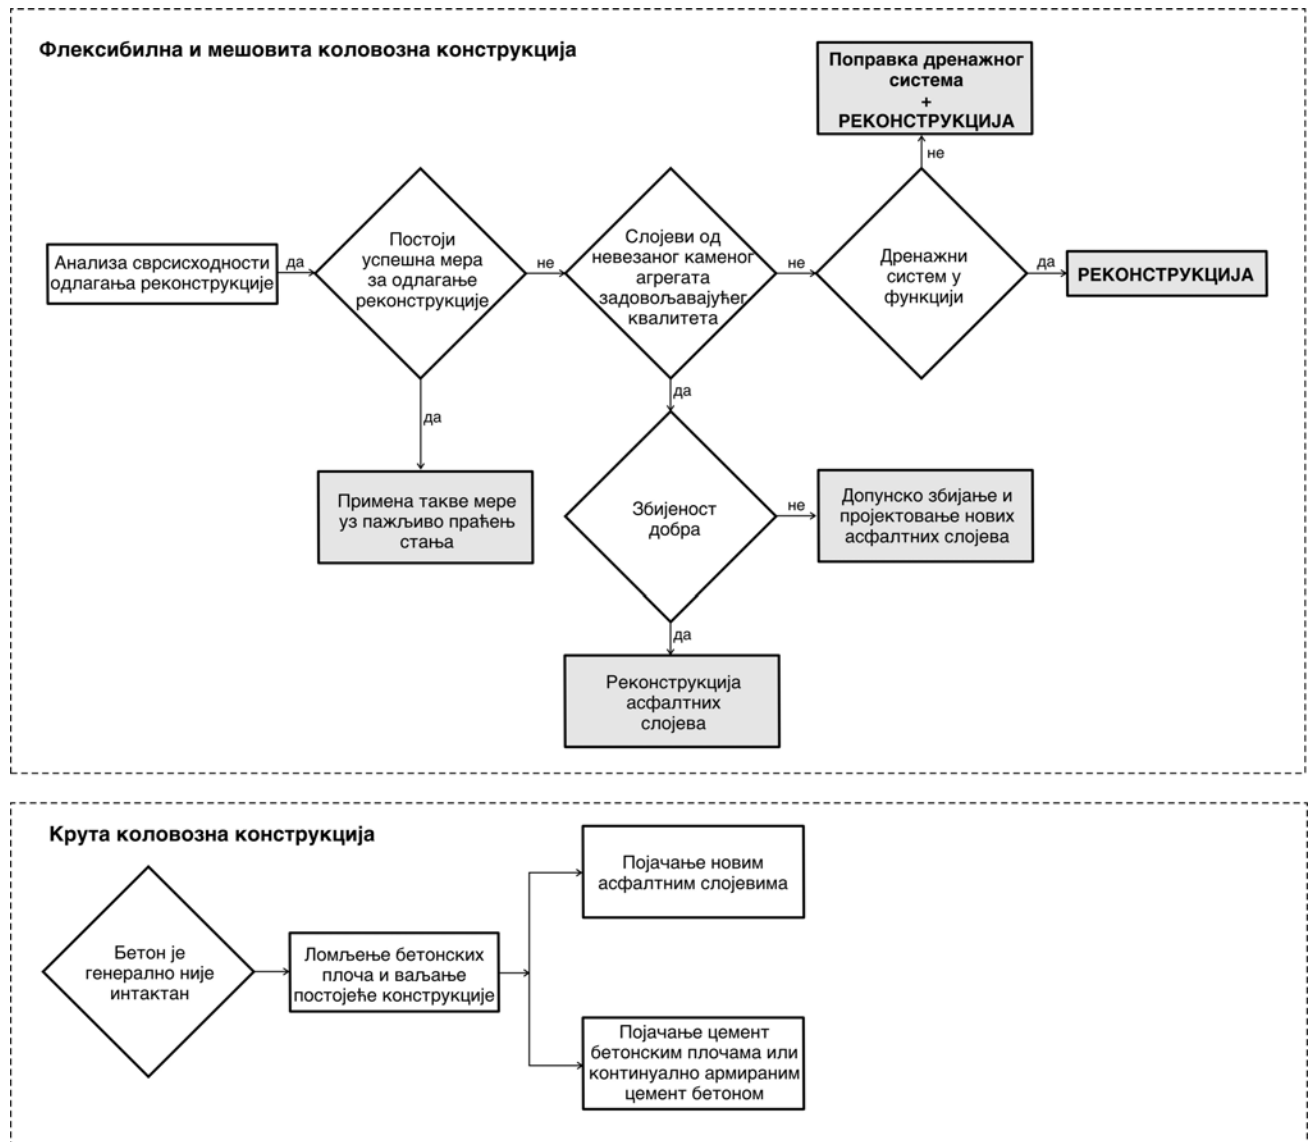 Флексибилна и мешовита коловозна конструкција
Поправка дренажног
система
+
РЕКОНСТРУКЦИЈА
не
Анализа сврсисходности
одлагања реконструкције
да
Постоји
успешна мера
за одлагање
реконструкције
не
Слојеви од
невезаног каменог
агрегата
задовољавајућег
квалитета
не
Дренажни
систем у
функцији
да
РЕКОНСТРУКЦИЈА
да
да
Примена такве мере
уз пажљиво праћењ
стања
Збијеност
добра
не
Допунско збијање и
пројектовање нових
асфалтних слојева
да
Реконструкција
асфалтних
слојева
Крута коловозна конструкција
Бетон је
генерално није
интактан
Ломљење бетонских
плоча и ваљање
постојеће конструкције
Појачање новим
асфалтним слојевима
Појачање цемент
бетонским плочама или
континуално армираним
цемент бетоном